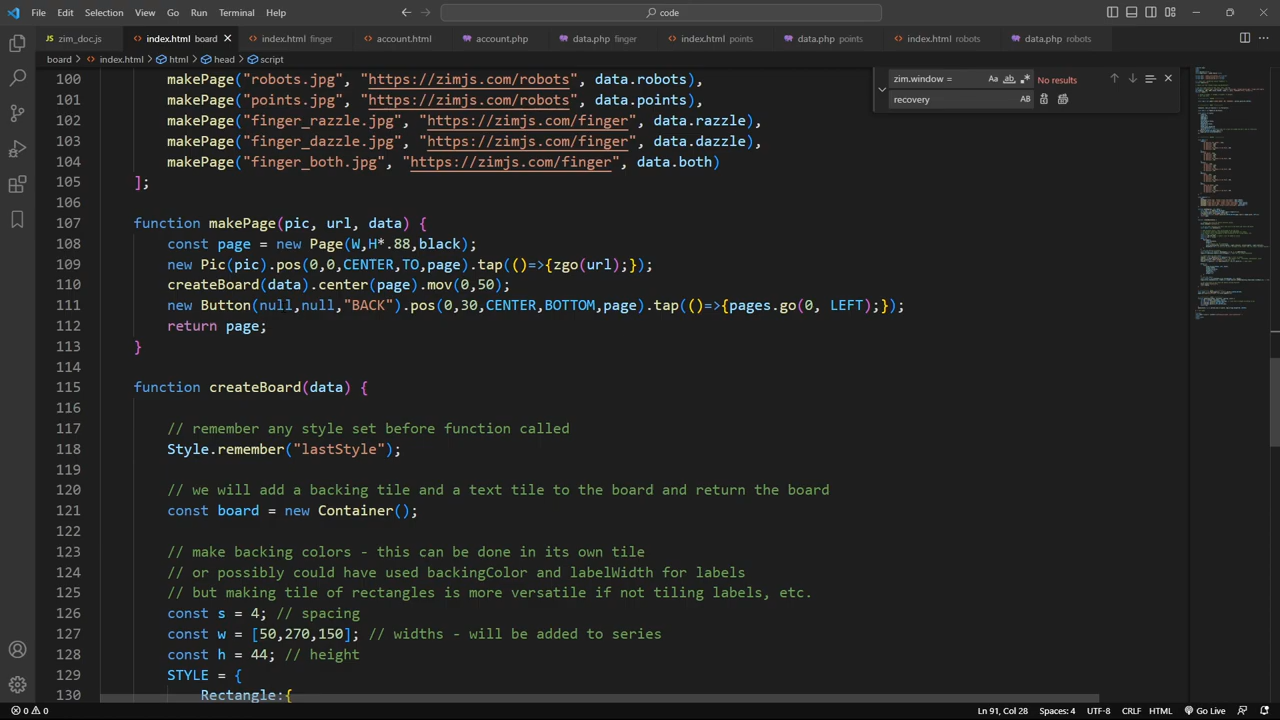 File Edit Selection View Go Run Terminal Help
code
zim_doc.js index.html board index.html finger account.html account.php data.php finger index.html points data.php points index.html robots data.php robots
board > index.html > html > head > script
100 makePage("robots.jpg", "https://zimjs.com/robots", data.robots),
101 makePage("points.jpg", "https://zimjs.com/robots", data.points),
102 makePage("finger_razzle.jpg", "https://zimjs.com/finger", data.razzle),
103 makePage("finger_dazzle.jpg", "https://zimjs.com/finger", data.dazzle),
104 makePage("finger_both.jpg", "https://zimjs.com/finger", data.both)
105 ];
106
107 function makePage(pic, url, data) {
108 const page = new Page(W,H*.88,black);
109 new Pic(pic).pos(0,0,CENTER,TO,page).tap(()=>{zgo(url);});
110 createBoard(data).center(page).mov(0,50);
111 new Button(null,null,"BACK").pos(0,30,CENTER,BOTTOM,page).tap(()=>{pages.go(0, LEFT);});
112 return page;
113 }
114
115 function createBoard(data) {
116
117 // remember any style set before function called
118 Style.remember("lastStyle");
119
120 // we will add a backing tile and a text tile to the board and return the board
121 const board = new Container();
122
123 // make backing colors - this can be done in its own tile
124 // or possibly could have used backingColor and labelWidth for labels
125 // but making tile of rectangles is more versatile if not tiling labels, etc.
126 const s = 4; // spacing
127 const w = [50,270,150]; // widths - will be added to series
128 const h = 44; // height
129 STYLE = {
130 Rectangle:{
zim.window = Aa ab .* No results
recovery AB
0 0 Ln 91, Col 28 Spaces: 4 UTF-8 CRLF HTML Go Live